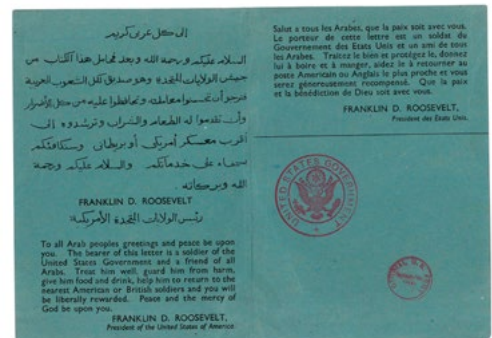 إلى كل عربي كريم
السلام عليكم ورحمة الله وبعد فحامل هذا الكتاب من
جيش الولايات المتحدة وهو صديق لكل الشعوب العربية
فنرجو أن تحسنوا معاملته وتحافظوا عليه من كل الأضرار
وأن تقدموا له الطعام والشراب وترشدوه إلى
أقرب معسكر أمريكي أو بريطاني وسنكافئكم
بسخاء على خدماتكم والسلام عليكم ورحمة
الله وبركاته
FRANKLIN D. ROOSEVELT
رئيس الولايات المتحدة الأمريكية
To all Arab peoples greetings and peace be upon
you. The bearer of this letter is a soldier of the
United States Government and a friend of all
Arabs. Treat him well, guard him from harm,
give him food and drink, help him to return to the
nearest American or British soldiers and you will
be liberally rewarded. Peace and the mercy of
God be upon you.
FRANKLIN D. ROOSEVELT,
President of the United States of America.
Salut a tous les Arabes, que la paix soit avec vous.
Le porteur de cette lettre est un soldat du
Gouvernement des Etats Unis et un ami de tous
les Arabes. Traitez le bien et protégez le, donnez
lui à boire et à manger, aidez le à retourner au
poste Americain ou Anglais le plus proche et vous
serez géneureusement recompensé. Que la paix
et la bénédiction de Dieu soit avec vous.
FRANKLIN D. ROOSEVELT,
President des Etats Unis.
UNITED STATES GOVERNMENT